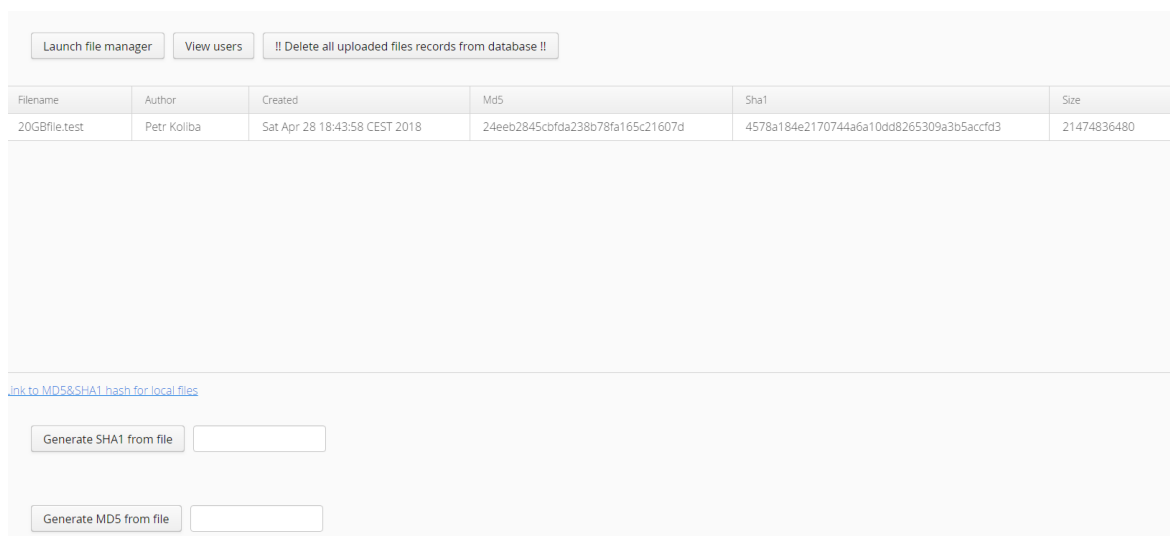 Launch file manager View users !! Delete all uploaded files records from database !!
Filename Author Created Md5 Sha1 Size
20GBfile.test Petr Koliba Sat Apr 28 18:43:58 CEST 2018 24eeb2845cbfda238b78fa165c21607d 4578a184e2170744a6a10dd8265309a3b5accfd3 21474836480
ink to MD5&SHA1 hash for local files
Generate SHA1 from file
Generate MD5 from file